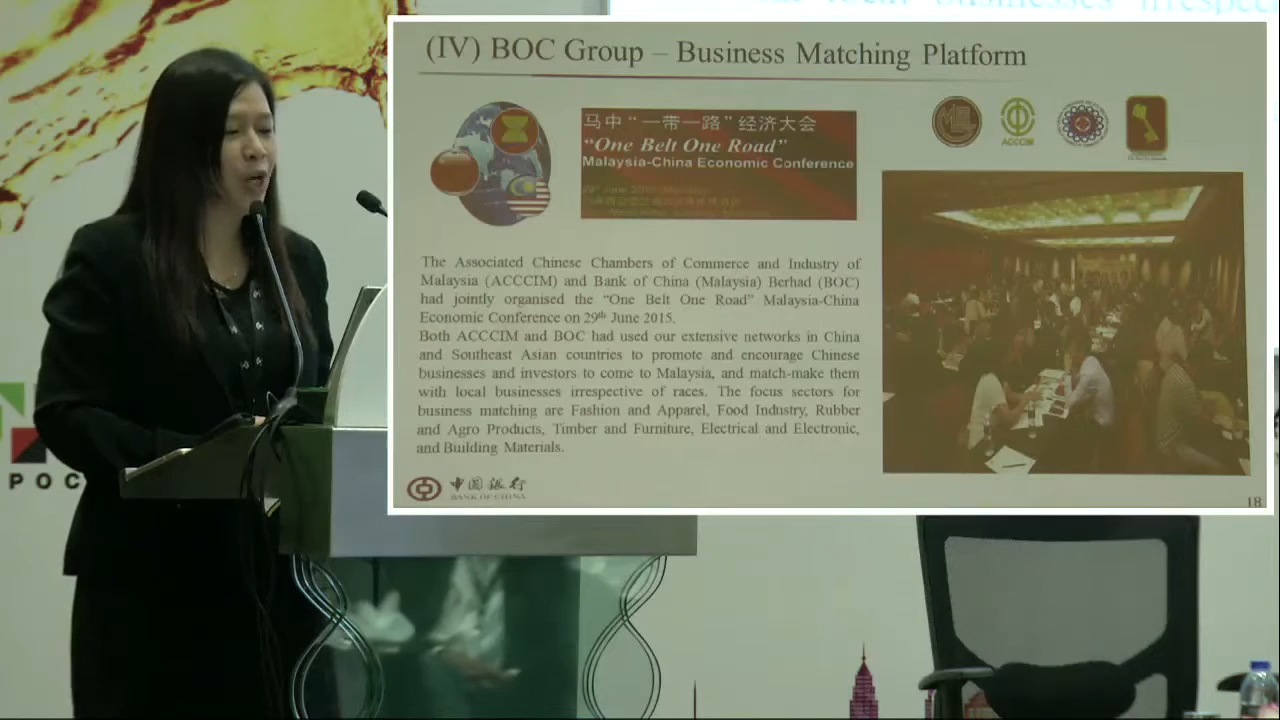 (IV) BOC Group – Business Matching Platform
马中“一带一路”经济大会
“One Belt One Road”
Malaysia-China Economic Conference
ACCCIM
The Associated Chinese Chambers of Commerce and Industry of
Malaysia (ACCCIM) and Bank of China (Malaysia) Berhad (BOC)
had jointly organised the “One Belt One Road” Malaysia-China
Economic Conference on 29th June 2015.
Both ACCCIM and BOC had used our extensive networks in China
and Southeast Asian countries to promote and encourage Chinese
businesses and investors to come to Malaysia, and match-make them
with local businesses irrespective of races. The focus sectors for
business matching are Fashion and Apparel, Food Industry, Rubber
and Agro Products, Timber and Furniture, Electrical and Electronic,
and Building Materials.
中国银行
BANK OF CHINA
18
POC